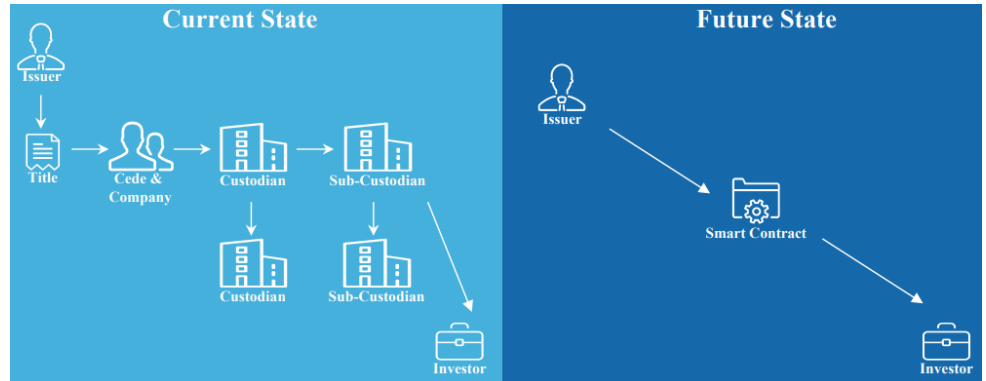 Current State
Issuer
Title
Cede &
Company
Custodian
Sub-Custodian
Custodian
Sub-Custodian
Investor
Future State
Issuer
Smart Contract
Investor